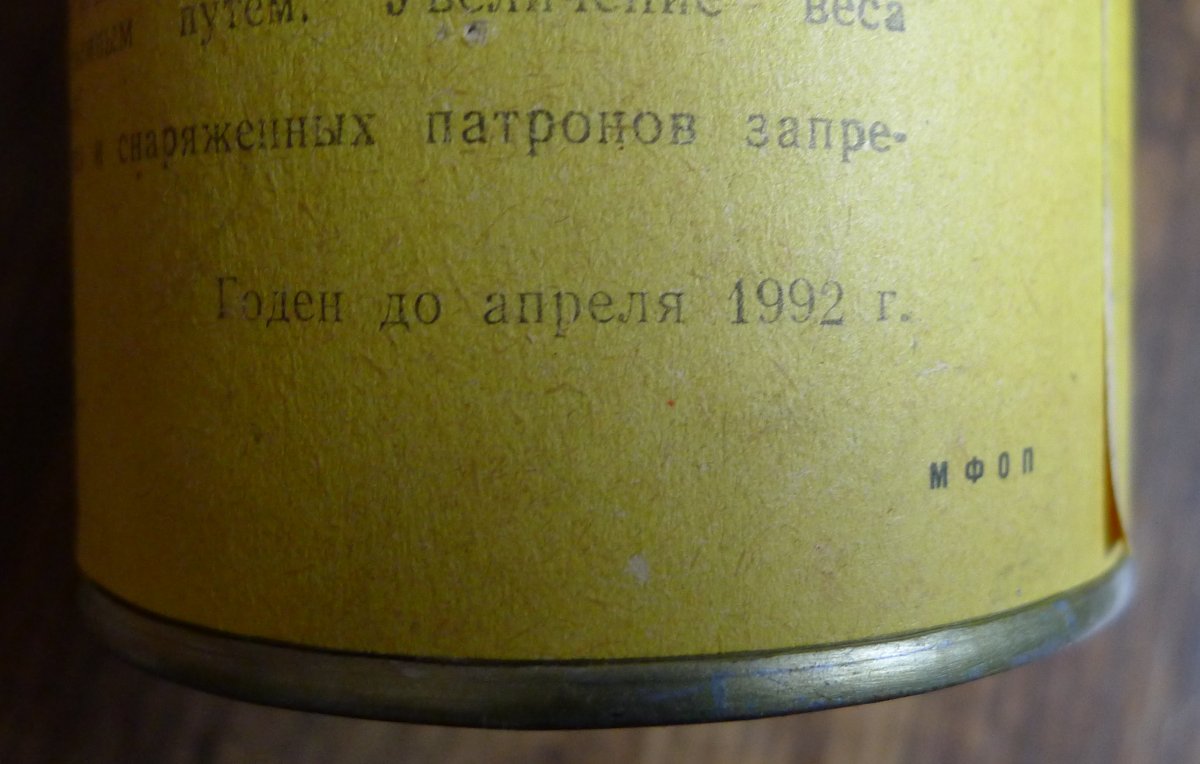 путем. Увеличение веса
и снаряженных патронов запре-
Годен до апреля 1992 г.
МФОП